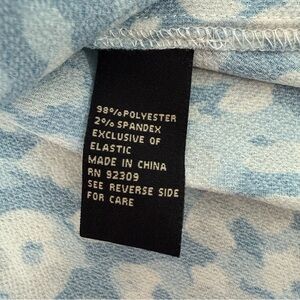 98% POLYESTER
2% SPANDEX
EXCLUSIVE OF
ELASTIC
MADE IN CHINA
RN 92309
SEE REVERSE SIDE
FOR CARE